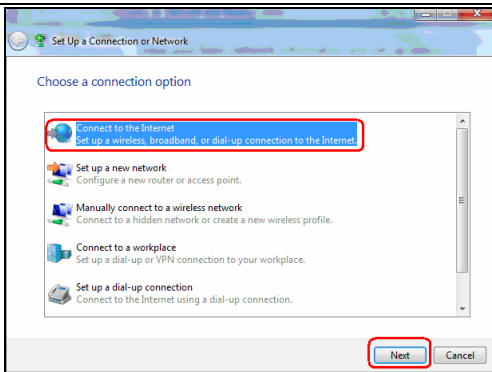 Set Up a Connection or Network
Choose a connection option
Connect to the Internet
Set up a wireless, broadband, or dial-up connection to the Internet.
Set up a new network
Configure a new router or access point.
Manually connect to a wireless network
Connect to a hidden network or create a new wireless profile.
Connect to a workplace
Set up a dial-up or VPN connection to your workplace.
Set up a dial-up connection
Connect to the Internet using a dial-up connection.
Next Cancel